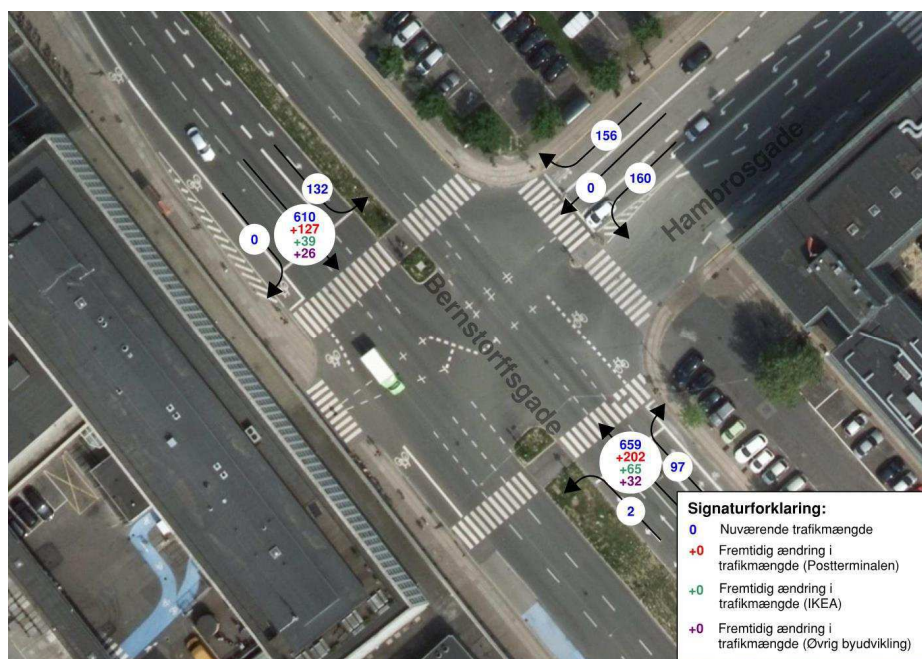 156
132
0
160
610
+127
+39
+26
0
Hambrosgade
Bernstorffsgade
659
+202
+65
+32
97
2
Signaturforklaring:
0 Nuværende trafikmængde
+0 Fremtidig ændring i
trafikmængde (Postterminalen)
+0 Fremtidig ændring i
trafikmængde (IKEA)
+0 Fremtidig ændring i
trafikmængde (Øvrig byudvikling)